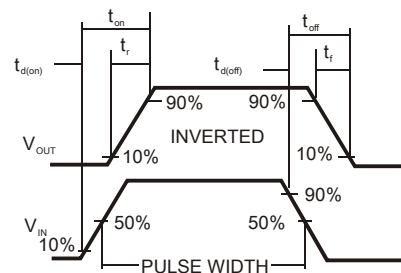 t_on
t_off
t_r
t_f
t_d(on)
t_d(off)
90%
90%
V_OUT
INVERTED
10%
10%
90%
V_IN
50%
50%
10%
PULSE WIDTH